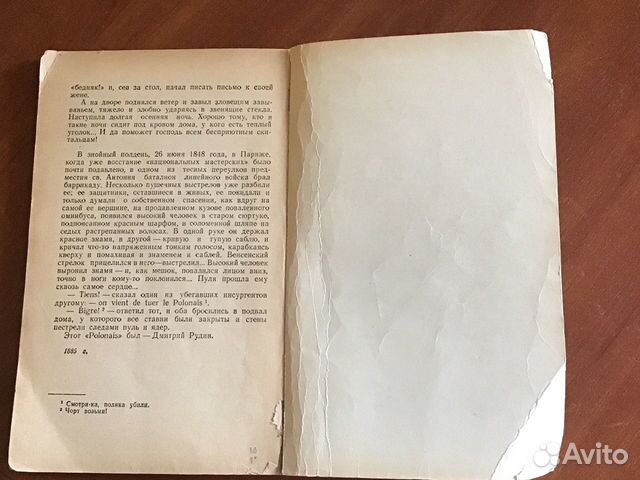 «бедняк!» и, сев за стол, начал писать письмо к своей
жене.
А на дворе поднялся ветер и завыл зловещим завы-
ваньем, тяжело и злобно ударяясь в звенящие стекла.
Наступила долгая осенняя ночь. Хорошо тому, кто в
такие ночи сидит под кровом дома, у кого есть теплый
уголок... И да поможет господь всем бесприютным ски-
тальцам!
В знойный полдень, 26 июня 1848 года, в Париже,
когда уже восстание «национальных мастерских» было
почти подавлено, в одном из тесных переулков пред-
местия св. Антония баталион линейного войска брал
баррикаду. Несколько пушечных выстрелов уже разбили
ее; ее защитники, оставшиеся в живых, ее покидали и
только думали о собственном спасении, как вдруг на
самой ее вершине, на продавленном кузове поваленного
омнибуса, появился высокий человек в старом сюртуке,
подпоясанном красным шарфом, и соломенной шляпе на
седых растрепанных волосах. В одной руке он держал
красное знамя, в другой — кривую и тупую саблю, и
кричал что-то напряженным тонким голосом, карабкаясь
кверху и помахивая и знаменем и саблей. Венсенский
стрелок прицелился в него — выстрелил... Высокий человек
выронил знамя — и, как мешок, повалился лицом вниз,
точно в ноги кому-то поклонился... Пуля прошла ему
сквозь самое сердце...
— Tiens! — сказал один из убегавших инсургентов
другому: — on vient de tuer le Polonais ¹.
— Bigre! ² — ответил тот, и оба бросились в подвал
дома, у которого все ставни были закрыты и стены
пестрели следами пуль и ядер.
Этот «Polonais» был — Дмитрий Рудин.
1885 г.
¹ Смотри-ка, поляка убили.
² Чорт возьми!
Avito